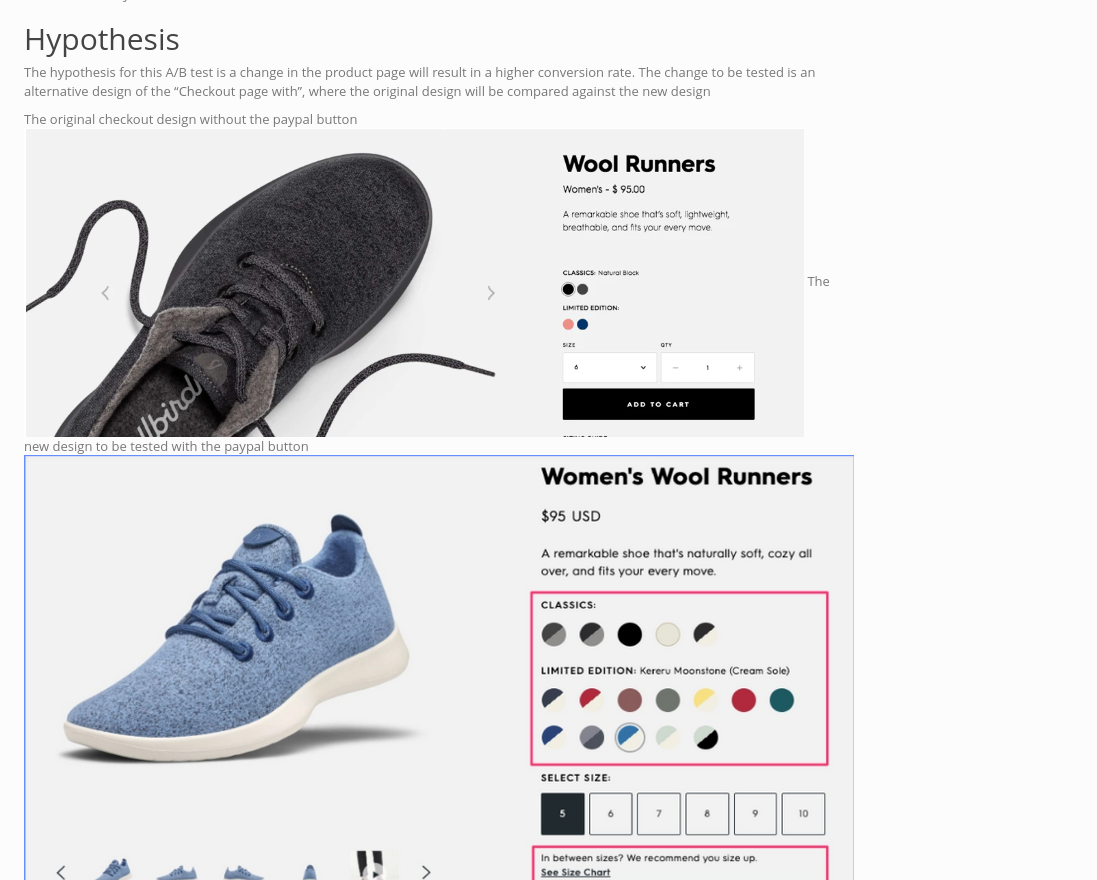 Hypothesis
The hypothesis for this A/B test is a change in the product page will result in a higher conversion rate. The change to be tested is an
alternative design of the “Checkout page with”, where the original design will be compared against the new design
The original checkout design without the paypal button
llbird
Wool Runners
Women's - $ 95.00
A remarkable shoe that's soft, lightweight,
breathable, and fits your every move.
CLASSICS: Natural Black
LIMITED EDITION:
SIZE QTY
6 − 1 +
ADD TO CART
The
new design to be tested with the paypal button
Women's Wool Runners
$95 USD
A remarkable shoe that's naturally soft, cozy all
over, and fits your every move.
CLASSICS:
LIMITED EDITION: Kereru Moonstone (Cream Sole)
SELECT SIZE:
5 6 7 8 9 10
In between sizes? We recommend you size up.
See Size Chart